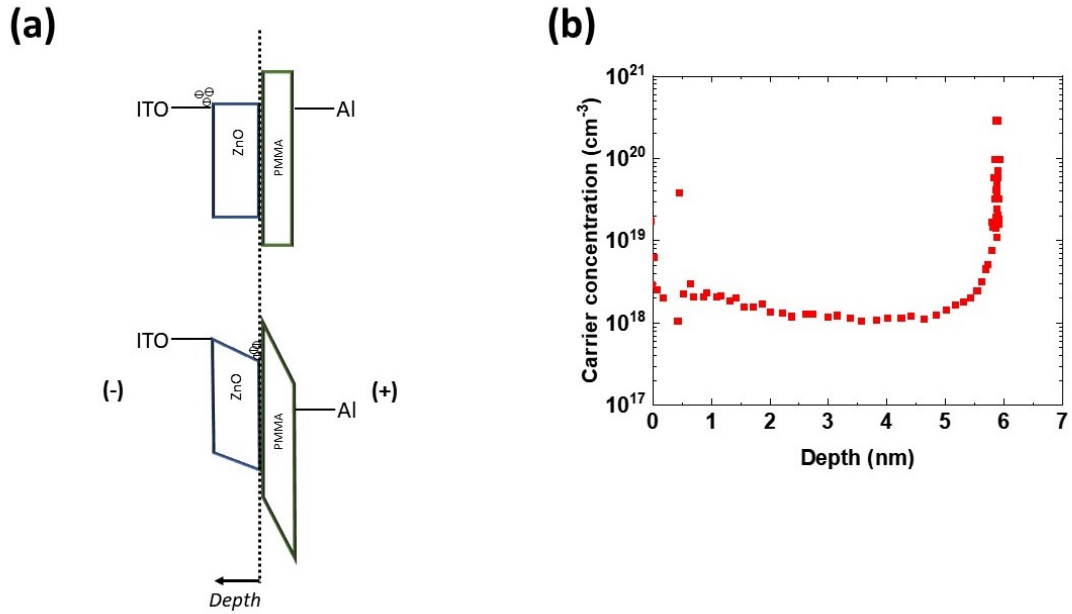 (a)
ITO
ZnO
PMMA
Al
ITO
ZnO
PMMA
Al
(-)
(+)
Depth
(b)
Carrier concentration (cm⁻³)
10²¹
10²⁰
10¹⁹
10¹⁸
10¹⁷
0 1 2 3 4 5 6 7
Depth (nm)